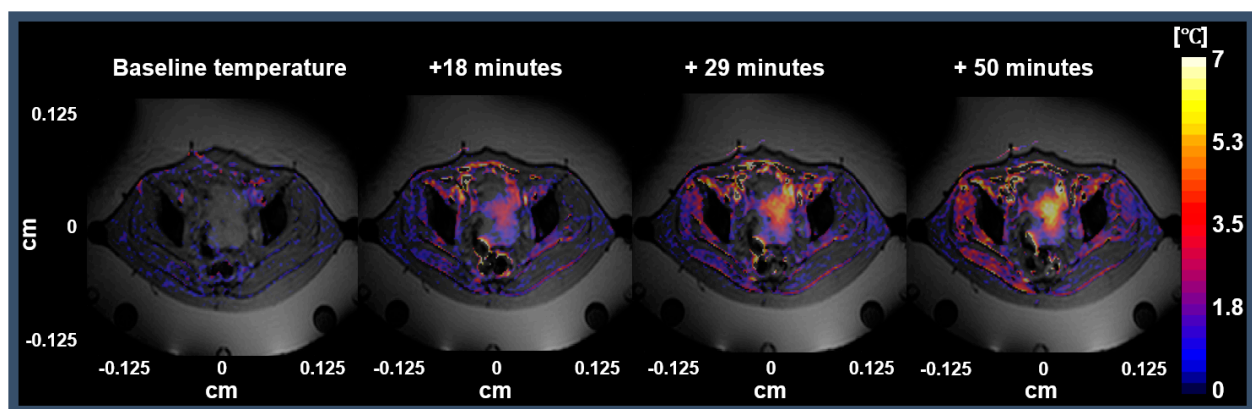 [°C]
Baseline temperature
+18 minutes
+ 29 minutes
+ 50 minutes
7
0.125
5.3
cm
0
3.5
1.8
-0.125
0
-0.125 0 0.125
-0.125 0 0.125
-0.125 0 0.125
-0.125 0 0.125
cm
cm
cm
cm